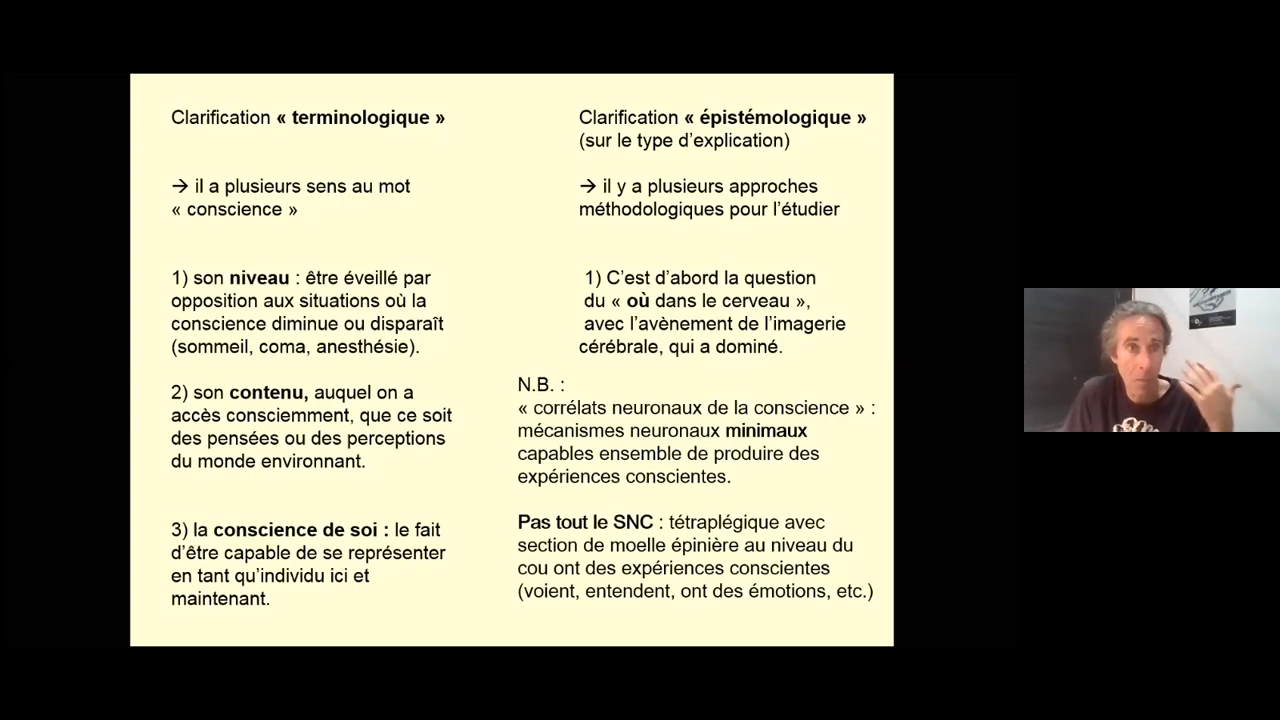 Clarification « terminologique »
→ il a plusieurs sens au mot
« conscience »
1) son niveau : être éveillé par
opposition aux situations où la
conscience diminue ou disparaît
(sommeil, coma, anesthésie).
2) son contenu, auquel on a
accès consciemment, que ce soit
des pensées ou des perceptions
du monde environnant.
3) la conscience de soi : le fait
d’être capable de se représenter
en tant qu’individu ici et
maintenant.
Clarification « épistémologique »
(sur le type d’explication)
→ il y a plusieurs approches
méthodologiques pour l’étudier
1) C’est d’abord la question
du « où dans le cerveau »,
avec l’avènement de l’imagerie
cérébrale, qui a dominé.
N.B. :
« corrélats neuronaux de la conscience » :
mécanismes neuronaux minimaux
capables ensemble de produire des
expériences conscientes.
Pas tout le SNC : tétraplégique avec
section de moelle épinière au niveau du
cou ont des expériences conscientes
(voient, entendent, ont des émotions, etc.)